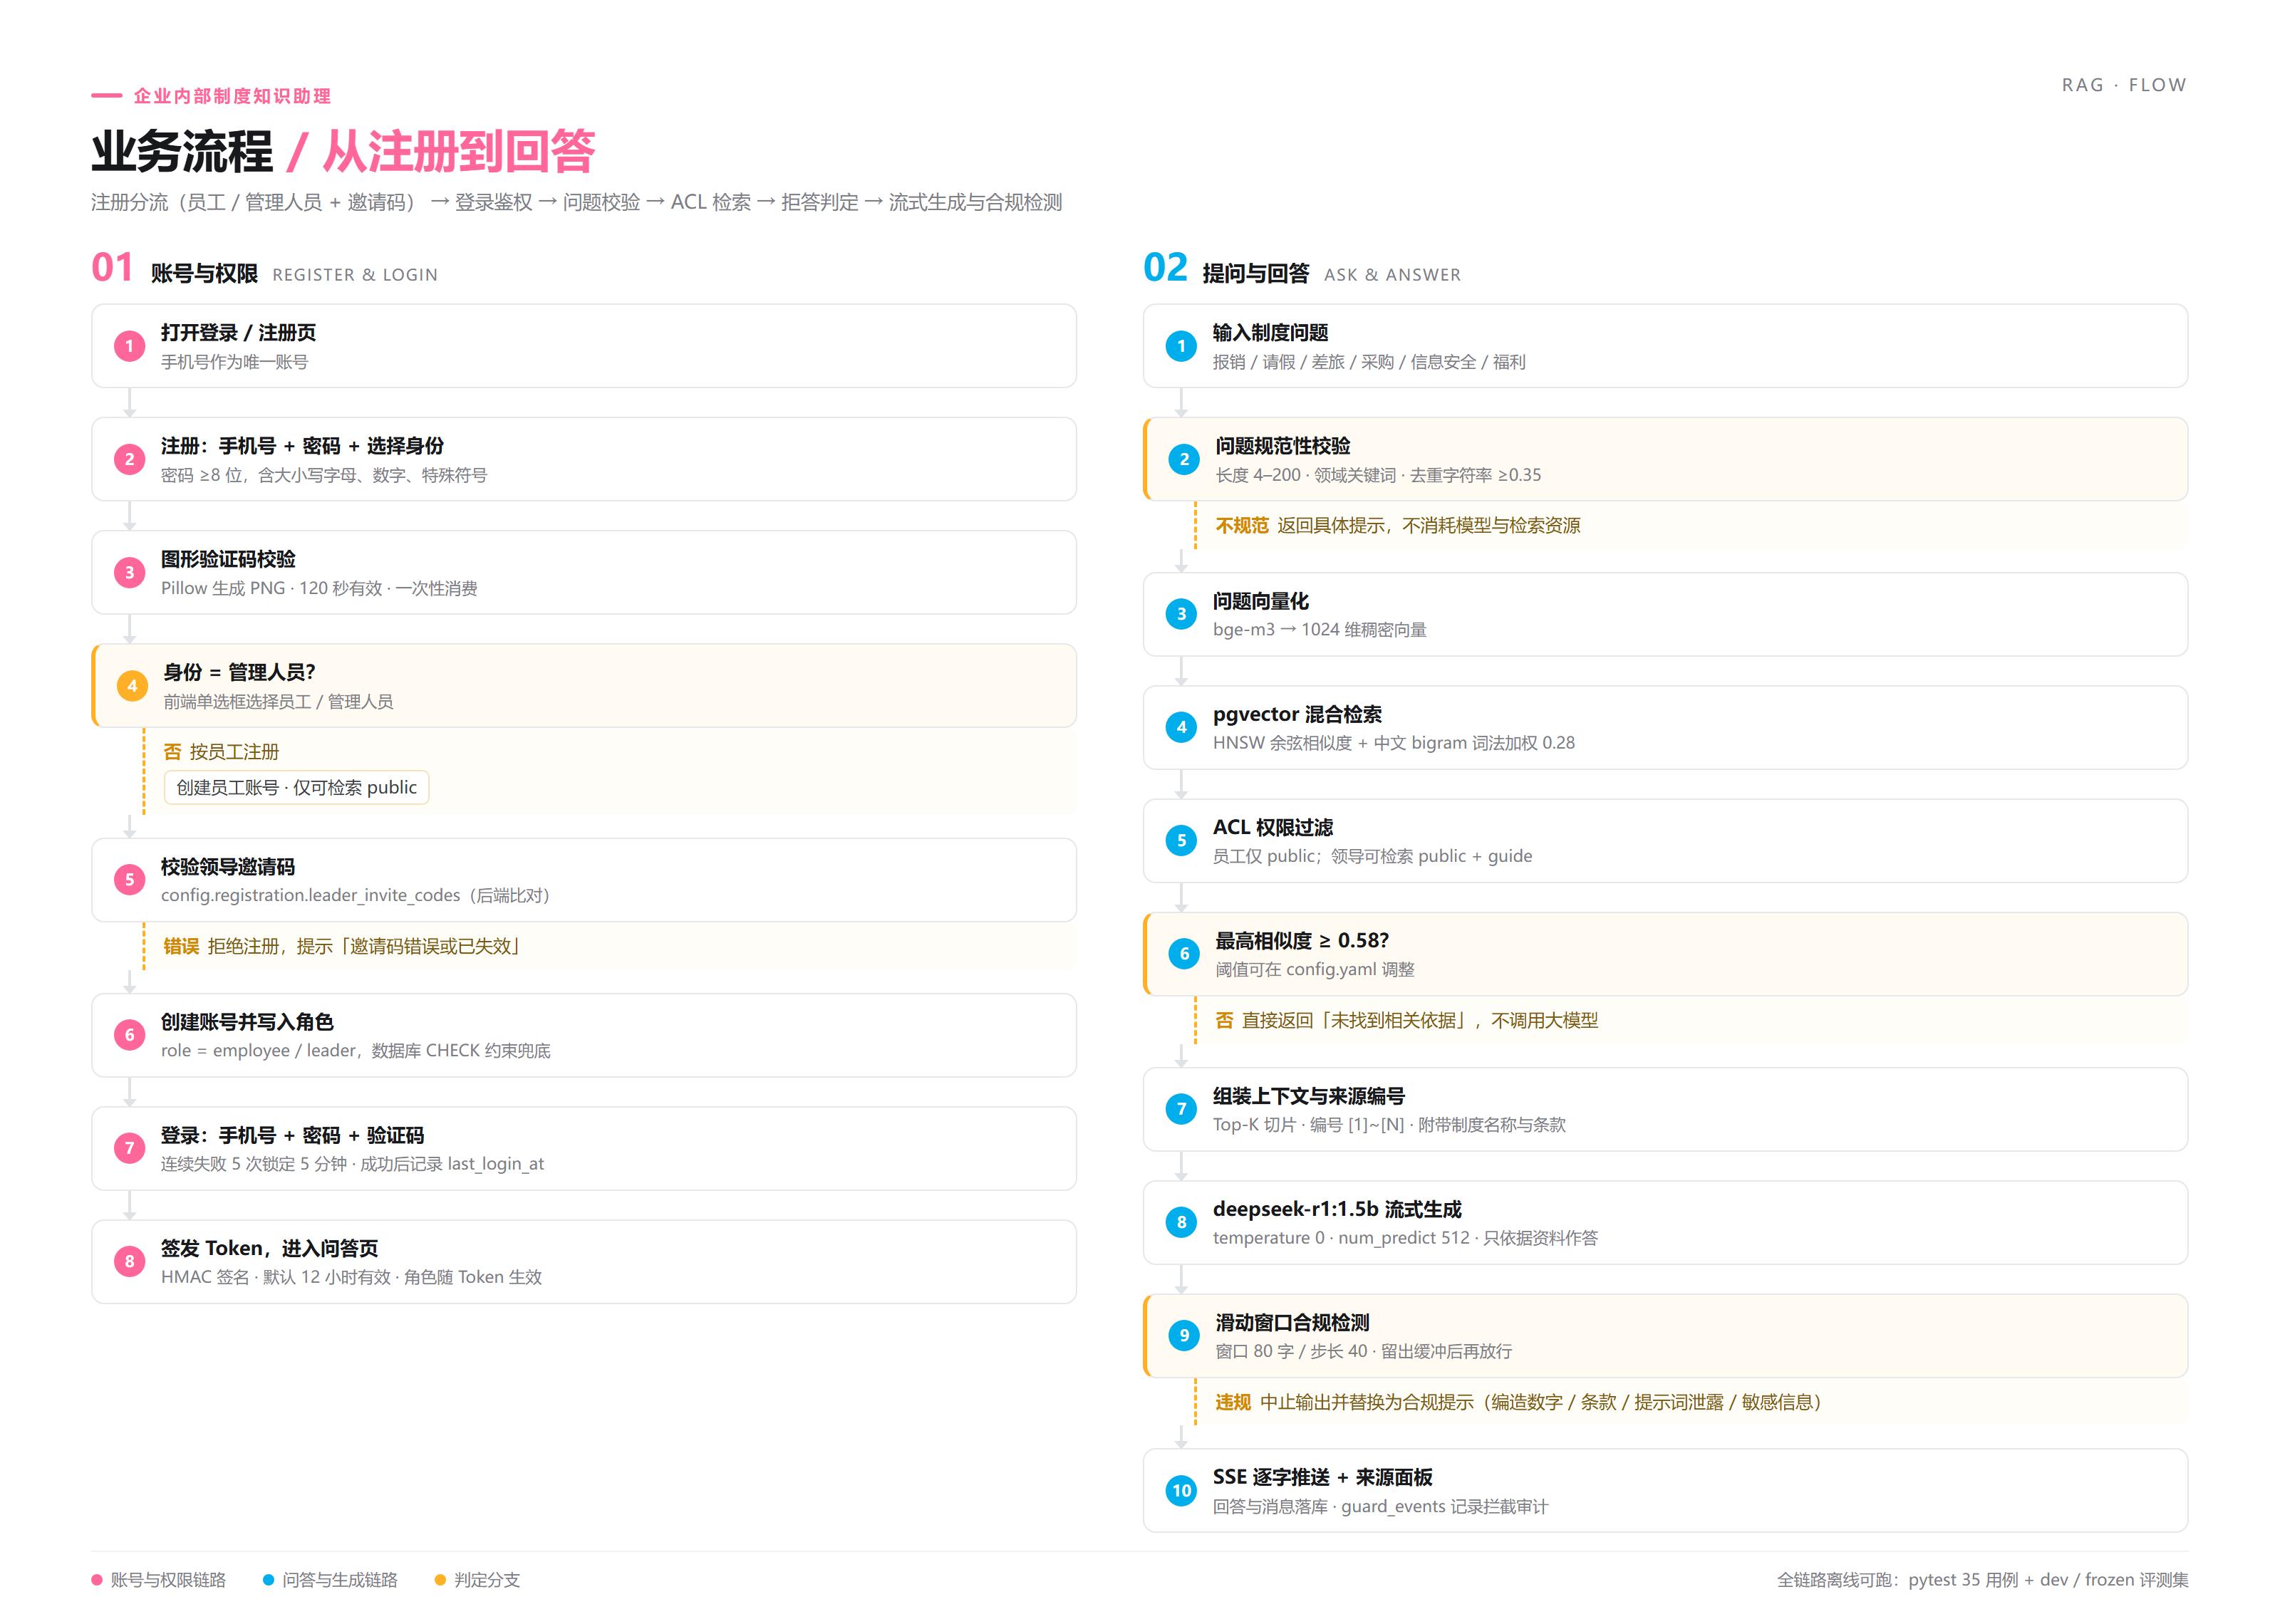 企业内部制度知识助理
RAG · FLOW
业务流程 / 从注册到回答
注册分流（员工 / 管理人员 + 邀请码） → 登录鉴权 → 问题校验 → ACL 检索 → 拒答判定 → 流式生成与合规检测
01 账号与权限 REGISTER & LOGIN
1 打开登录 / 注册页
手机号作为唯一账号
2 注册：手机号 + 密码 + 选择身份
密码 ≥8 位，含大小写字母、数字、特殊符号
3 图形验证码校验
Pillow 生成 PNG · 120 秒有效 · 一次性消费
4 身份 = 管理人员？
前端单选框选择员工 / 管理人员
否 按员工注册
创建员工账号 · 仅可检索 public
5 校验领导邀请码
config.registration.leader_invite_codes（后端比对）
错误 拒绝注册，提示「邀请码错误或已失效」
6 创建账号并写入角色
role = employee / leader，数据库 CHECK 约束兜底
7 登录：手机号 + 密码 + 验证码
连续失败 5 次锁定 5 分钟 · 成功后记录 last_login_at
8 签发 Token，进入问答页
HMAC 签名 · 默认 12 小时有效 · 角色随 Token 生效
02 提问与回答 ASK & ANSWER
1 输入制度问题
报销 / 请假 / 差旅 / 采购 / 信息安全 / 福利
2 问题规范性校验
长度 4–200 · 领域关键词 · 去重字符率 ≥0.35
不规范 返回具体提示，不消耗模型与检索资源
3 问题向量化
bge-m3 → 1024 维稠密向量
4 pgvector 混合检索
HNSW 余弦相似度 + 中文 bigram 词法加权 0.28
5 ACL 权限过滤
员工仅 public；领导可检索 public + guide
6 最高相似度 ≥ 0.58？
阈值可在 config.yaml 调整
否 直接返回「未找到相关依据」，不调用大模型
7 组装上下文与来源编号
Top-K 切片 · 编号 [1]~[N] · 附带制度名称与条款
8 deepseek-r1:1.5b 流式生成
temperature 0 · num_predict 512 · 只依据资料作答
9 滑动窗口合规检测
窗口 80 字 / 步长 40 · 留出缓冲后再放行
违规 中止输出并替换为合规提示（编造数字 / 条款 / 提示词泄露 / 敏感信息）
10 SSE 逐字推送 + 来源面板
回答与消息落库 · guard_events 记录拦截审计
账号与权限链路 问答与生成链路 判定分支
全链路离线可跑：pytest 35 用例 + dev / frozen 评测集